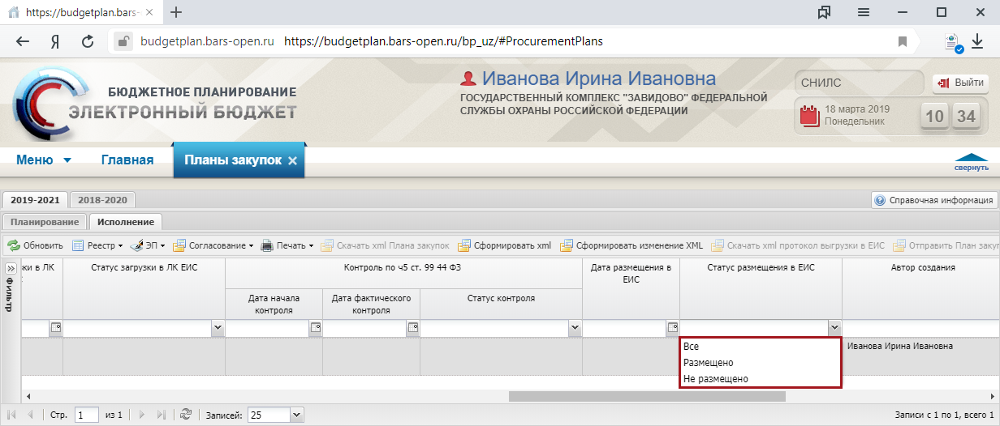 https://budgetplan.bars-
budgetplan.bars-open.ru https://budgetplan.bars-open.ru/bp_uz/#ProcurementPlans
БЮДЖЕТНОЕ ПЛАНИРОВАНИЕ
ЭЛЕКТРОННЫЙ БЮДЖЕТ
Иванова Ирина Ивановна
ГОСУДАРСТВЕННЫЙ КОМПЛЕКС "ЗАВИДОВО" ФЕДЕРАЛЬНОЙ
СЛУЖБЫ ОХРАНЫ РОССИЙСКОЙ ФЕДЕРАЦИИ
СНИЛС
Выйти
18 марта 2019
Понедельник
10 34
Меню Главная Планы закупок
свернуть
2019-2021 2018-2020 Справочная информация
Планирование Исполнение
Обновить Реестр ЭП Согласование Печать Скачать xml Плана закупок Сформировать xml Сформировать изменение XML Скачать xml протокол выгрузки в ЕИС Отправить План закуп
Фильтр
ки в ЛК Статус загрузки в ЛК ЕИС Контроль по ч5 ст. 99 44 ФЗ Дата размещения в ЕИС Статус размещения в ЕИС Автор создания
Дата начала контроля Дата фактического контроля Статус контроля
Все
Размещено
Не размещено
Иванова Ирина Ивановна
Стр. 1 из 1 Записей: 25 Записи с 1 по 1, всего 1